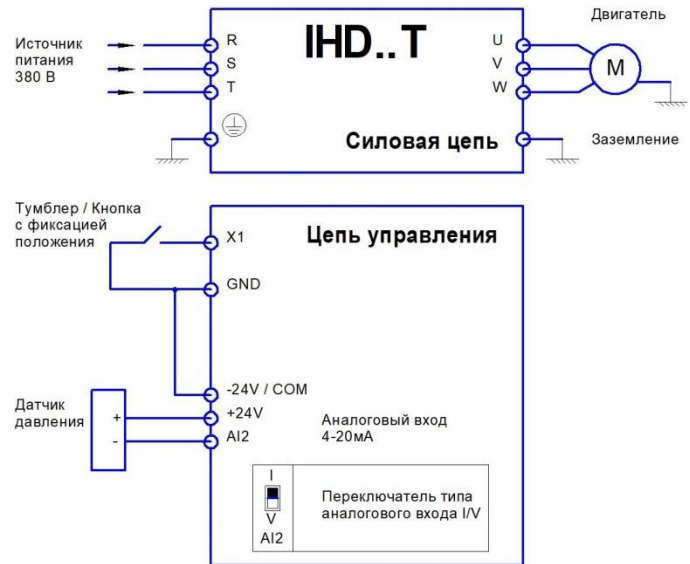 Двигатель
Источник
питания
380 В
R
S
T
IHD..T
U
V
W
M
Силовая цепь
Заземление
Тумблер / Кнопка
с фиксацией
положения
X1
GND
Цепь управления
-24V / COM
+24V
AI2
Датчик
давления
+
-
Аналоговый вход
4-20мА
I
V
AI2
Переключатель типа
аналогового входа I/V